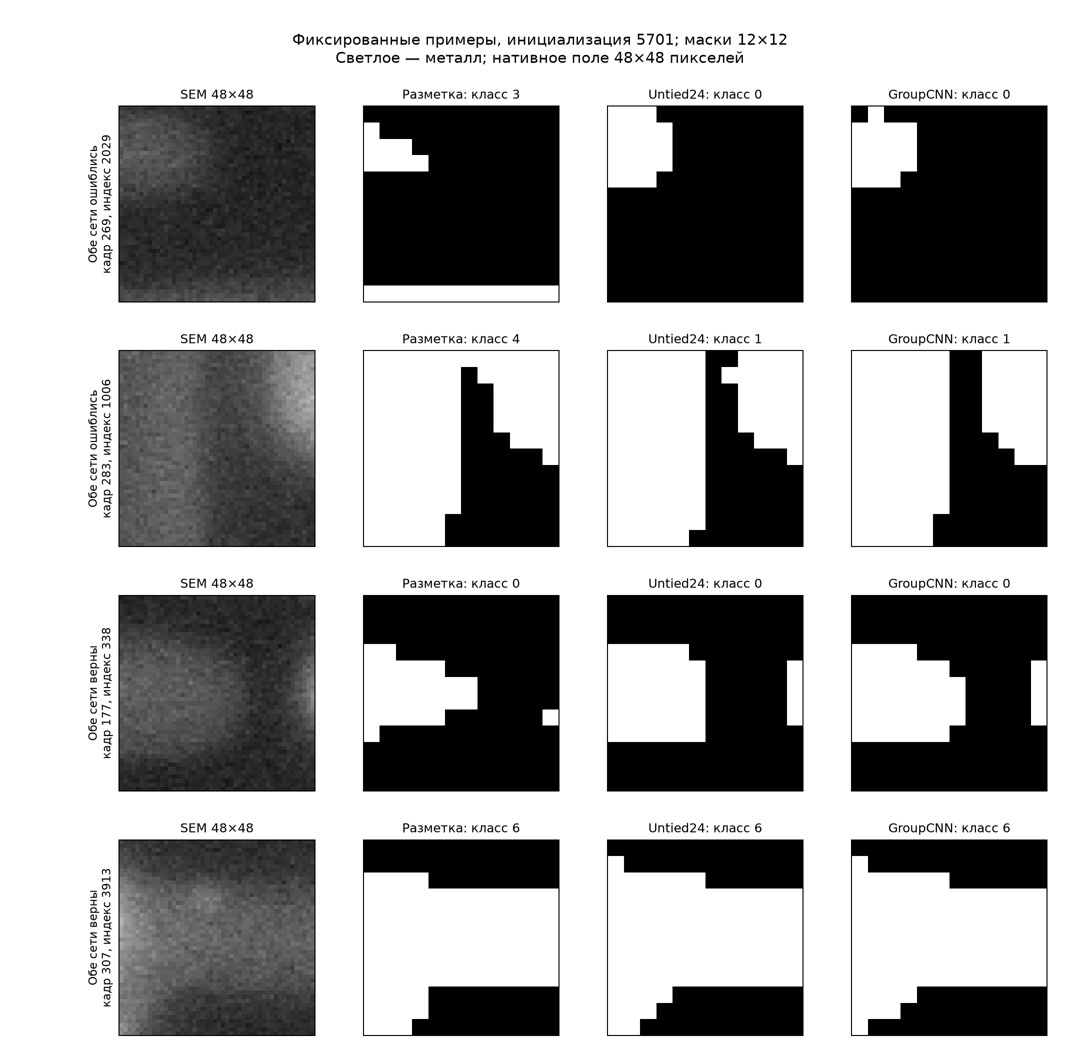 Фиксированные примеры, инициализация 5701; маски 12×12
Светлое — металл; нативное поле 48×48 пикселей
Обе сети ошиблись
кадр 269, индекс 2029
SEM 48×48
Разметка: класс 3
Untied24: класс 0
GroupCNN: класс 0
Обе сети ошиблись
кадр 283, индекс 1006
SEM 48×48
Разметка: класс 4
Untied24: класс 1
GroupCNN: класс 1
Обе сети верны
кадр 177, индекс 338
SEM 48×48
Разметка: класс 0
Untied24: класс 0
GroupCNN: класс 0
Обе сети верны
кадр 307, индекс 3913
SEM 48×48
Разметка: класс 6
Untied24: класс 6
GroupCNN: класс 6